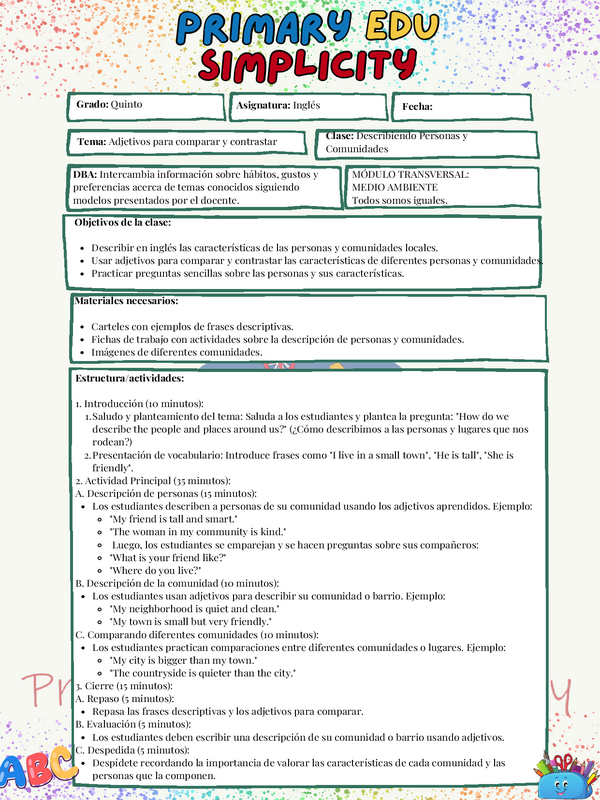 PRIMARY EDU
SIMPLICITY
Grado: Quinto
Asignatura: Inglés
Fecha:
Tema: Adjetivos para comparar y contrastar
Clase: Describiendo Personas y
Comunidades
DBA: Intercambia información sobre hábitos, gustos y
preferencias acerca de temas conocidos siguiendo
modelos presentados por el docente.
MÓDULO TRANSVERSAL:
MEDIO AMBIENTE
Todos somos iguales.
Objetivos de la clase:
• Describir en inglés las características de las personas y comunidades locales.
• Usar adjetivos para comparar y contrastar las características de diferentes personas y comunidades.
• Practicar preguntas sencillas sobre las personas y sus características.
Materiales necesarios:
• Carteles con ejemplos de frases descriptivas.
• Fichas de trabajo con actividades sobre la descripción de personas y comunidades.
• Imágenes de diferentes comunidades.
Estructura/actividades:
1. Introducción (10 minutos):
1. Saludo y planteamiento del tema: Saluda a los estudiantes y plantea la pregunta: "How do we
describe the people and places around us?" (¿Cómo describimos a las personas y lugares que nos
rodean?)
2. Presentación de vocabulario: Introduce frases como "I live in a small town", "He is tall", "She is
friendly".
2. Actividad Principal (35 minutos):
A. Descripción de personas (15 minutos):
• Los estudiantes describen a personas de su comunidad usando los adjetivos aprendidos. Ejemplo:
◦ "My friend is tall and smart."
◦ "The woman in my community is kind."
◦ Luego, los estudiantes se emparejan y se hacen preguntas sobre sus compañeros:
◦ "What is your friend like?"
◦ "Where do you live?"
B. Descripción de la comunidad (10 minutos):
• Los estudiantes usan adjetivos para describir su comunidad o barrio. Ejemplo:
◦ "My neighborhood is quiet and clean."
◦ "My town is small but very friendly."
C. Comparando diferentes comunidades (10 minutos):
• Los estudiantes practican comparaciones entre diferentes comunidades o lugares. Ejemplo:
◦ "My city is bigger than my town."
◦ "The countryside is quieter than the city."
3. Cierre (15 minutos):
A. Repaso (5 minutos):
• Repasa las frases descriptivas y los adjetivos para comparar.
B. Evaluación (5 minutos):
• Los estudiantes deben escribir una descripción de su comunidad o barrio usando adjetivos.
C. Despedida (5 minutos):
• Despídete recordando la importancia de valorar las características de cada comunidad y las
personas que la componen.
ABC